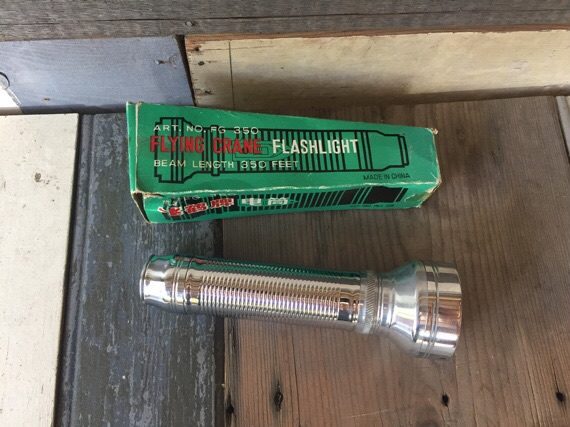 ART. NO. FG 350
FLYING CRANE FLASHLIGHT
BEAM LENGTH 350 FEET
MADE IN CHINA